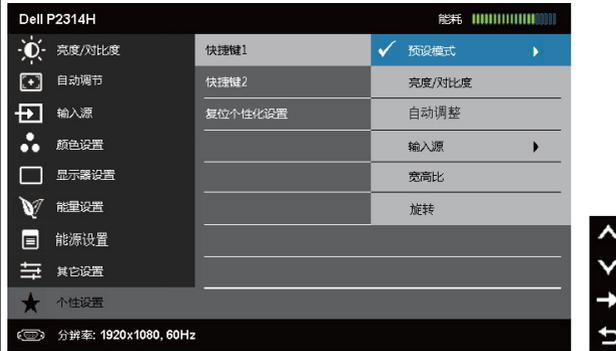 Dell P2314H
能耗
亮度/对比度
快捷键1
预设模式
自动调节
快捷键2
亮度/对比度
输入源
复位个性化设置
自动调整
颜色设置
输入源
显示器设置
宽高比
能量设置
旋转
能源设置
其它设置
个性设置
分辨率: 1920x1080, 60Hz